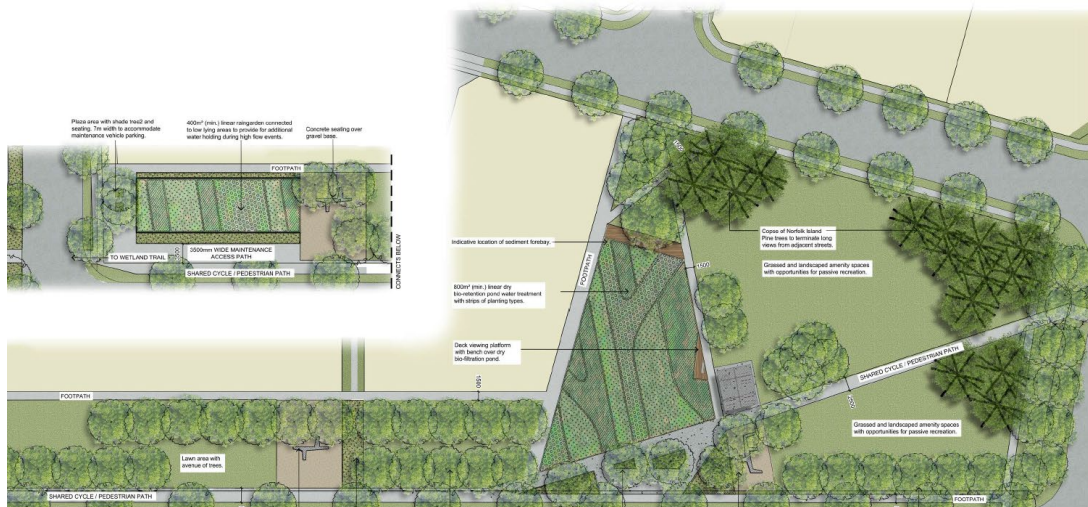 Plaza area with shade trees and
seating. 7m width to accommodate
maintenance vehicle parking.
400m² (min.) linear raingarden connected
to low lying areas to provide for additional
water holding during high flow events.
Concrete seating over
gravel base.
FOOTPATH
3500mm WIDE MAINTENANCE
ACCESS PATH
TO WETLAND TRAIL
SHARED CYCLE / PEDESTRIAN PATH
CONNECTS BELOW
Indicative location of sediment forebay.
FOOTPATH
1500
800m² (min.) linear dry
bio-retention pond water treatment
with strips of planting types.
Deck viewing platform
with bench over dry
bio-filtration pond.
Copse of Norfolk Island
Pine trees to terminate long
views from adjacent streets.
Grassed and landscaped amenity spaces
with opportunities for passive recreation.
SHARED CYCLE / PEDESTRIAN PATH
Grassed and landscaped amenity spaces
with opportunities for passive recreation.
FOOTPATH
1500
Lawn area with
avenue of trees.
SHARED CYCLE / PEDESTRIAN PATH
FOOTPATH